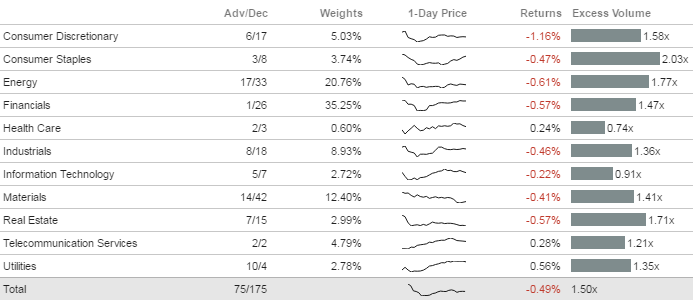 Adv/Dec Weights 1-Day Price Returns Excess Volume
Consumer Discretionary 6/17 5.03% -1.16% 1.58x
Consumer Staples 3/8 3.74% -0.47% 2.03x
Energy 17/33 20.76% -0.61% 1.77x
Financials 1/26 35.25% -0.57% 1.47x
Health Care 2/3 0.60% 0.24% 0.74x
Industrials 8/18 8.93% -0.46% 1.36x
Information Technology 5/7 2.72% -0.22% 0.91x
Materials 14/42 12.40% -0.41% 1.41x
Real Estate 7/15 2.99% -0.57% 1.71x
Telecommunication Services 2/2 4.79% 0.28% 1.21x
Utilities 10/4 2.78% 0.56% 1.35x
Total 75/175 -0.49% 1.50x